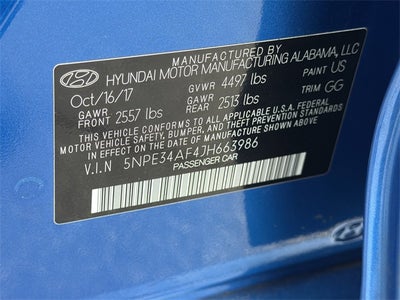 MANUFACTURED BY
HYUNDAI MOTOR MANUFACTURING ALABAMA, LLC
Oct/16/17 GVWR 4497 lbs PAINT US
GAWR FRONT 2557 lbs GAWR REAR 2513 lbs TRIM GG
THIS VEHICLE CONFORMS TO ALL APPLICABLE U.S.A FEDERAL
MOTOR VEHICLE SAFETY, BUMPER, AND THEFT PREVENTION
STANDARDS IN EFFECT ON THE DATE OF MANUFACTURE SHOWN ABOVE.
V.I.N 5NPE34AF4JH663986
PASSENGER CAR